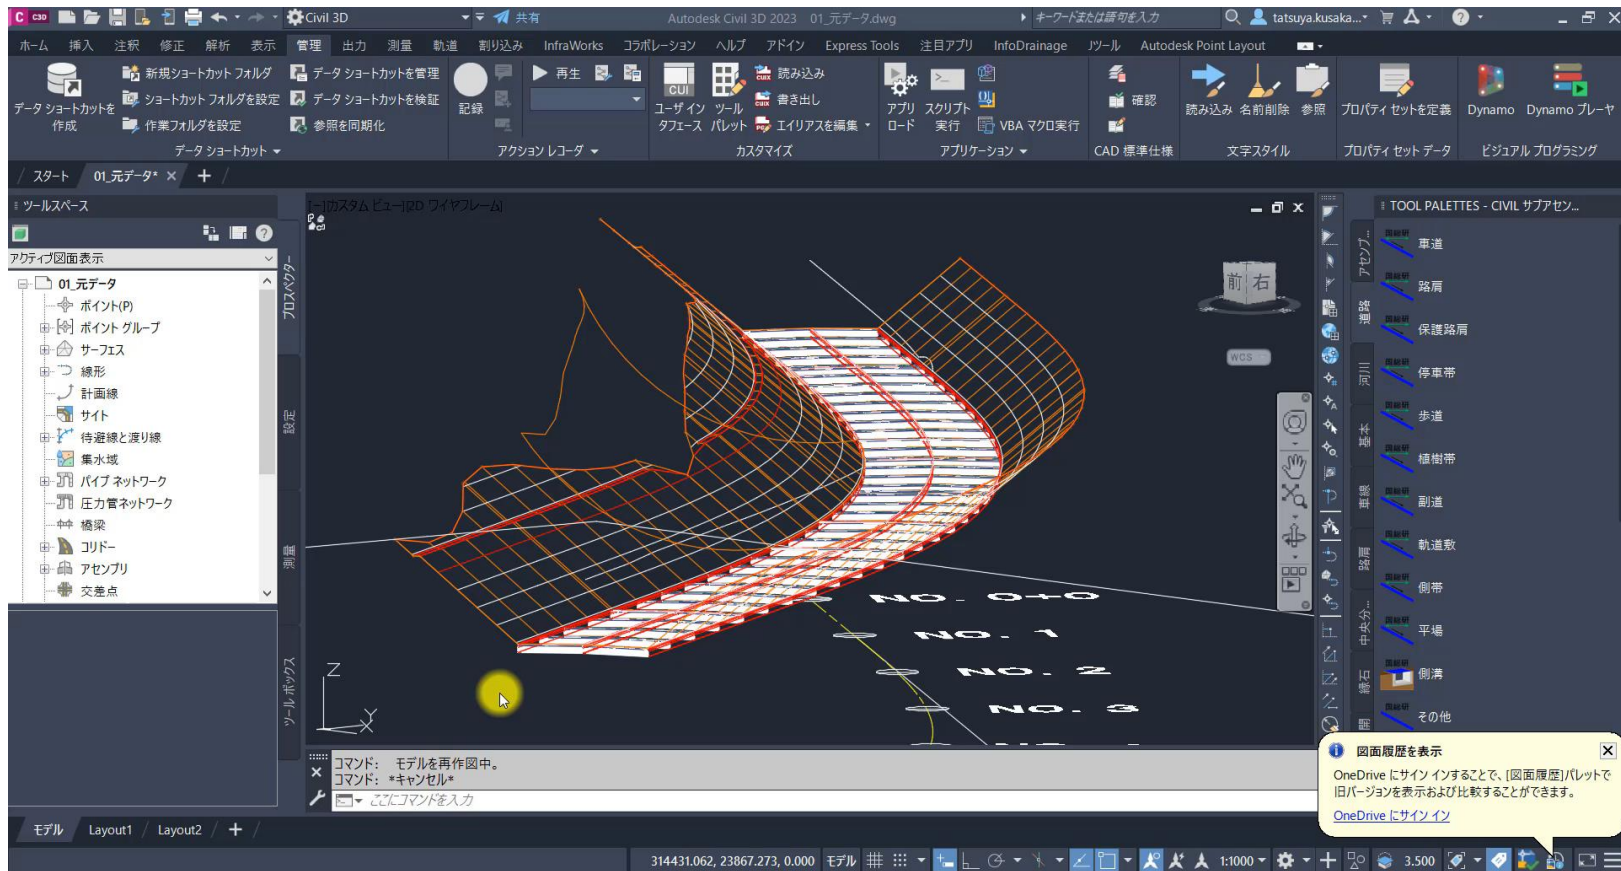 C C3D Civil 3D 共有 Autodesk Civil 3D 2023 01_元データ.dwg キーワードまたは語句を入力 tatsuya.kusaka...
ホーム 挿入 注釈 修正 解析 表示 管理 出力 測量 軌道 割り込み InfraWorks コラボレーション ヘルプ アドイン Express Tools 注目アプリ InfoDrainage Jツール Autodesk Point Layout
新規ショートカット フォルダ データ ショートカットを管理 再生 読み込み
ショートカット フォルダを設定 データ ショートカットを検証 書き出し 確認
作業フォルダを設定 参照を同期化 エイリアスを編集 VBA マクロ実行
データ ショートカットを作成 記録 CUI ユーザ インタフェース ツール パレット アプリ ロード スクリプト 実行 読み込み 名前削除 参照 プロパティ セットを定義 Dynamo Dynamo プレーヤ
データ ショートカット アクション レコーダ カスタマイズ アプリケーション CAD 標準仕様 文字スタイル プロパティ セット データ ビジュアル プログラミング
スタート 01_元データ*
ツールスペース
アクティブ図面表示
01_元データ
ポイント(P)
ポイント グループ
サーフェス
線形
計画線
サイト
待避線と渡り線
集水域
パイプ ネットワーク
圧力管ネットワーク
橋梁
コリドー
アセンブリ
交差点
プロスペクター
設定
測量
ツール ボックス
[−][カスタム ビュー][2D ワイヤフレーム]
前 右
WCS
NO. 0+0
NO. 1
NO. 2
NO. 3
Z
Y
X
TOOL PALETTES - CIVIL サブアセン...
アセンブ...
道路
河川
基本
車線
路肩
中央分...
縁石
車道
路肩
保護路肩
停車帯
歩道
植樹帯
副道
軌道敷
側帯
平場
側溝
その他
コマンド: モデルを再作図中。
コマンド: *キャンセル*
ここにコマンドを入力
図面履歴を表示
OneDrive にサイン インすることで、[図面履歴]パレットで
旧バージョンを表示および比較することができます。
OneDrive にサイン イン
モデル Layout1 Layout2
314431.062, 23867.273, 0.000 モデル 1:1000 3.500